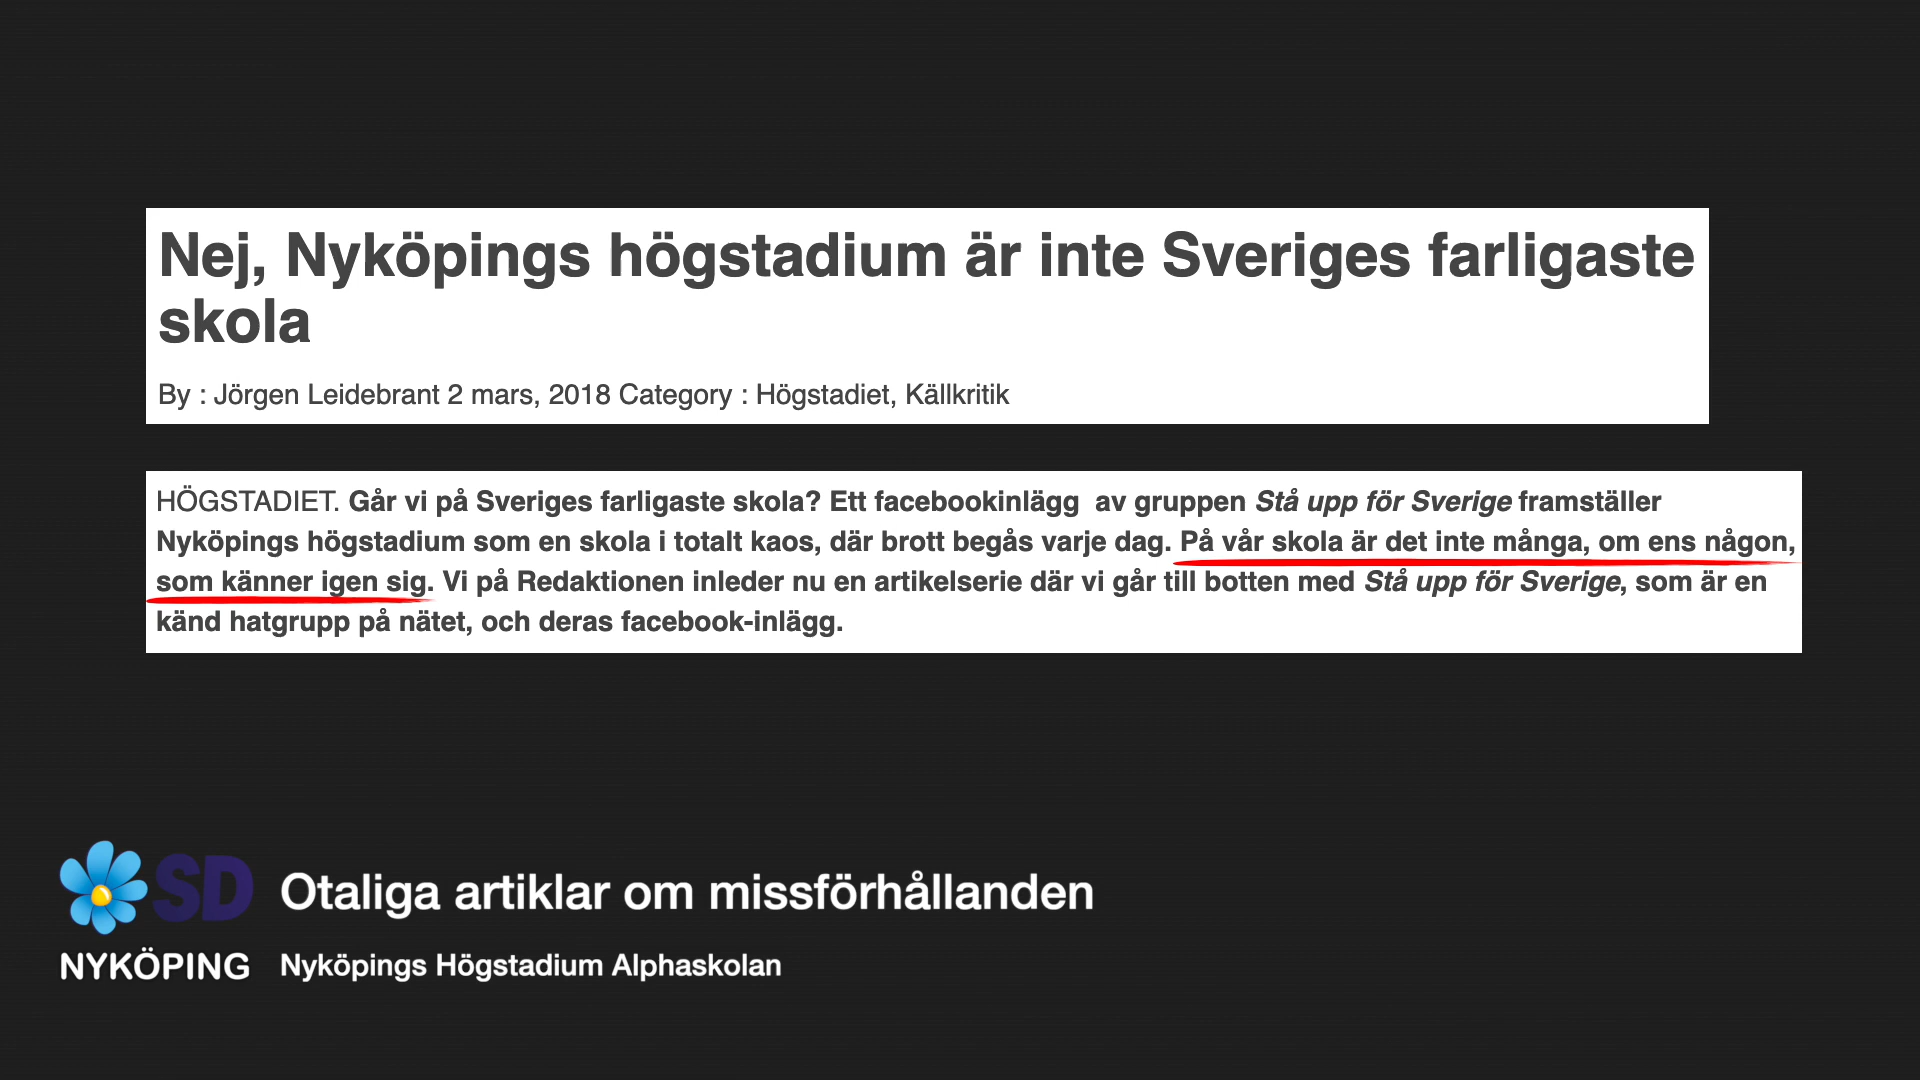 Nej, Nyköpings högstadium är inte Sveriges farligaste
skola
By : Jörgen Leidebrant 2 mars, 2018 Category : Högstadiet, Källkritik
HÖGSTADIET. Går vi på Sveriges farligaste skola? Ett facebookinlägg  av gruppen Stå upp för Sverige framställer
Nyköpings högstadium som en skola i totalt kaos, där brott begås varje dag. På vår skola är det inte många, om ens någon,
som känner igen sig. Vi på Redaktionen inleder nu en artikelserie där vi går till botten med Stå upp för Sverige, som är en
känd hatgrupp på nätet, och deras facebook-inlägg.
SD
NYKÖPING
Otaliga artiklar om missförhållanden
Nyköpings Högstadium Alphaskolan